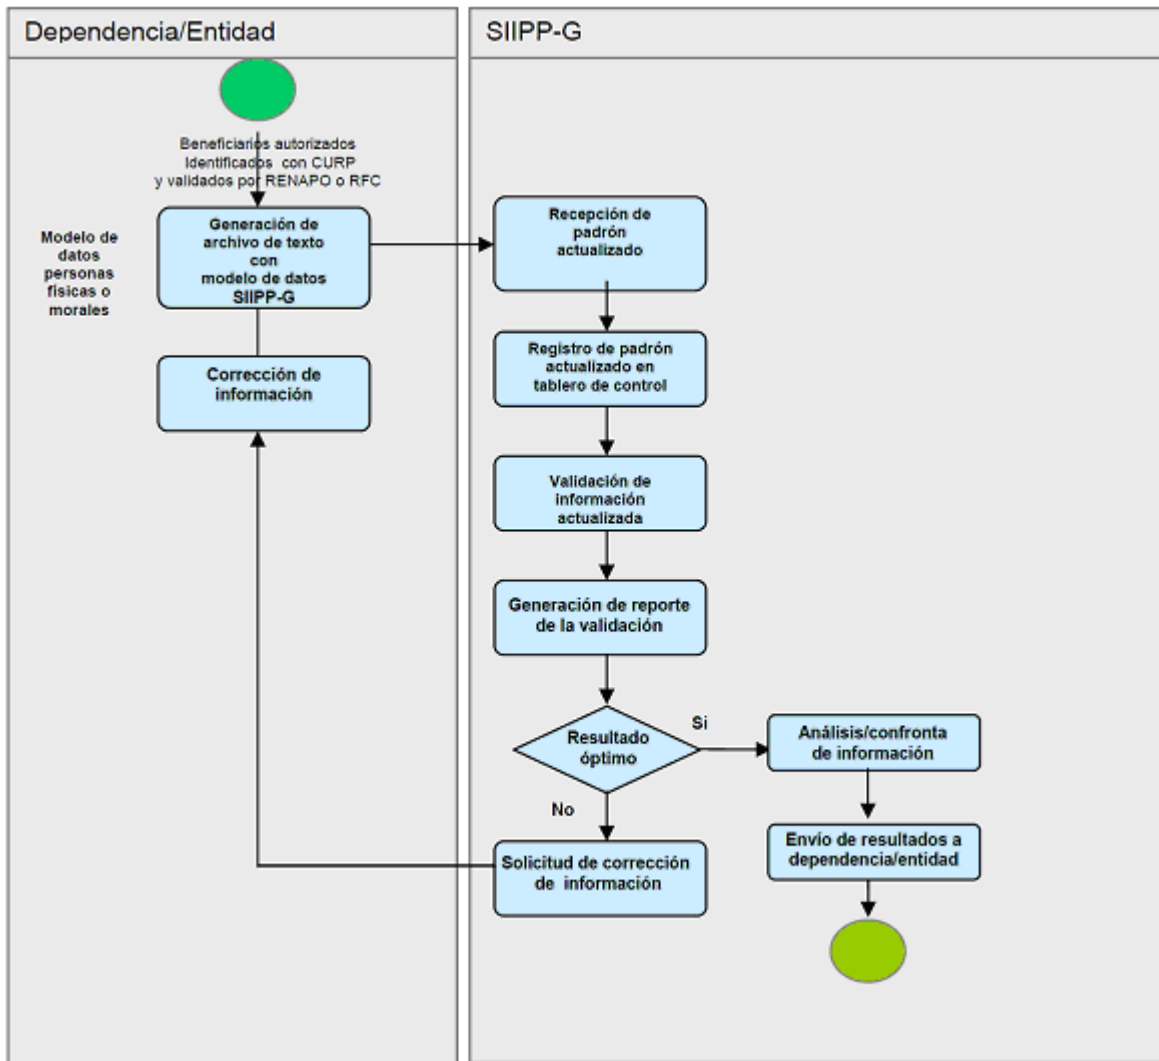 Dependencia/Entidad
SIIPP-G
Beneficiarios autorizados
Identificados con CURP
y validados por RENAPO o RFC
Modelo de
datos
personas
físicas o
morales
Generación de
archivo de texto
con
modelo de datos
SIIPP-G
Corrección de
información
Recepción de
padrón
actualizado
Registro de padrón
actualizado en
tablero de control
Validación de
información
actualizada
Generación de reporte
de la validación
Resultado
óptimo
Si
No
Análisis/confronta
de información
Envío de resultados a
dependencia/entidad
Solicitud de corrección
de información